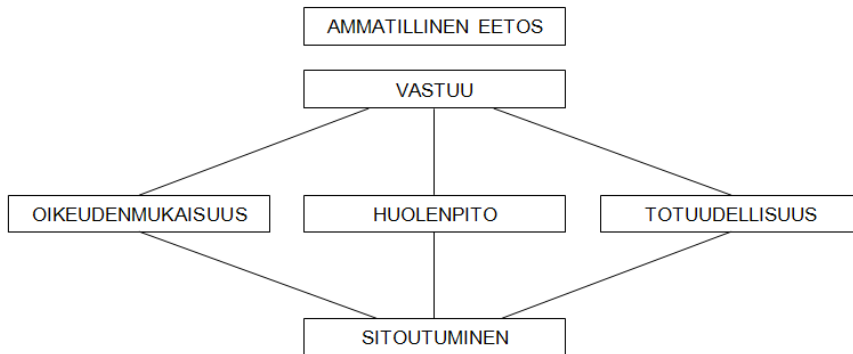 AMMATILLINEN EETOS
VASTUU
OIKEUDENMUKAISUUS
HUOLENPITO
TOTUUDELLISUUS
SITOUTUMINEN